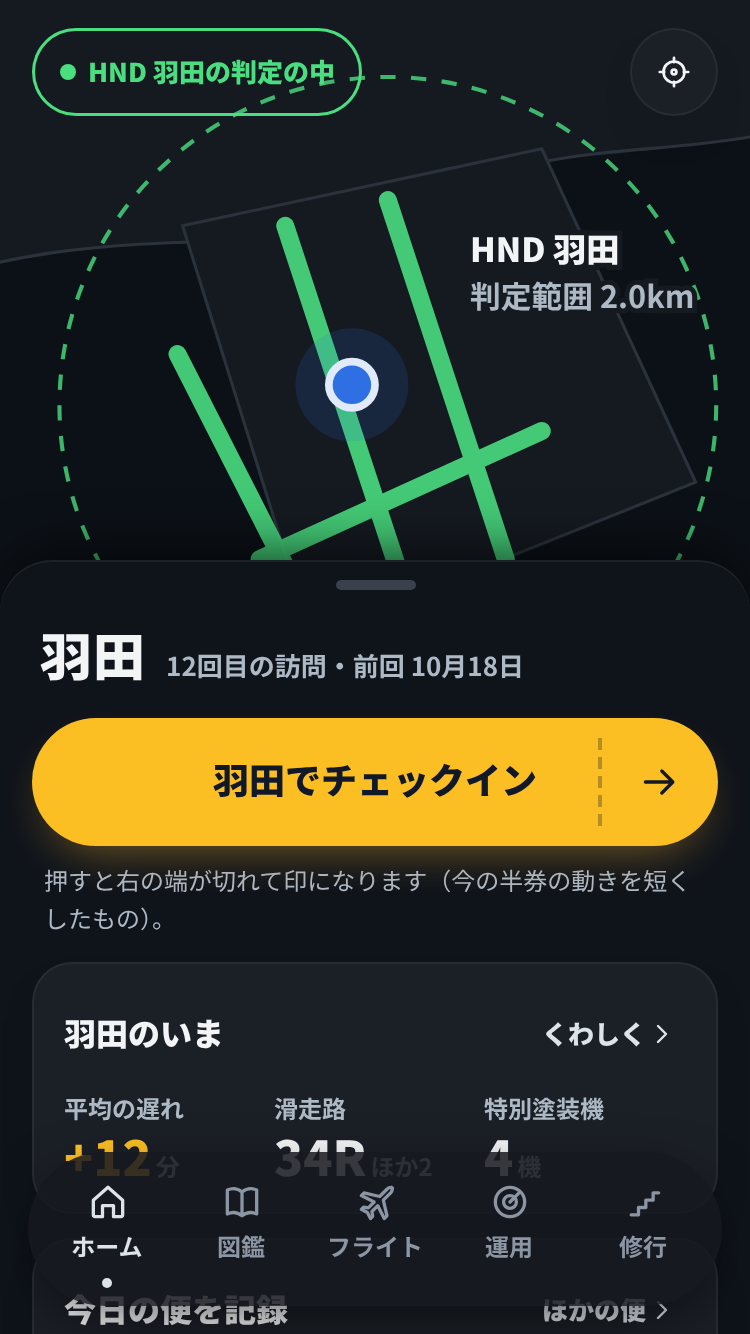 HND 羽田の判定の中
HND 羽田
判定範囲 2.0km
羽田 12回目の訪問・前回 10月18日
羽田でチェックイン
押すと右の端が切れて印になります（今の半券の動きを短く
したもの）。
羽田のいま くわしく
平均の遅れ 滑走路 特別塗装機
+12分 34Rほか2 4機
ホーム 図鑑 フライト 運用 修行
今日の便を記録 ほかの便